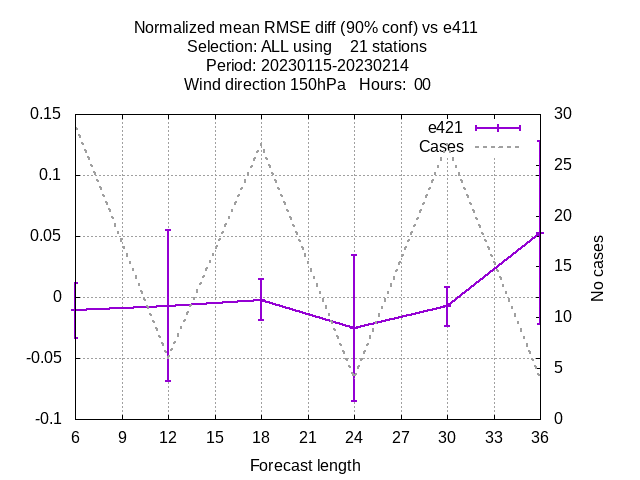 Normalized mean RMSE diff (90% conf) vs e411
Selection: ALL using    21 stations
Period: 20230115-20230214
Wind direction 150hPa   Hours:  00
0.15
0.1
0.05
0
-0.05
-0.1
30
25
20
15
10
5
0
e421
Cases
No cases
6 9 12 15 18 21 24 27 30 33 36
Forecast length